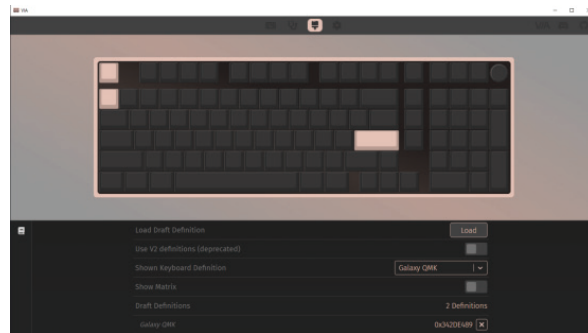 VIA
Load Draft Definition
Load
Use V2 definitions (deprecated)
Shown Keyboard Definition
Galaxy QMK
Show Matrix
Draft Definitions
2 Definitions
Galaxy QMK
0x342DE489